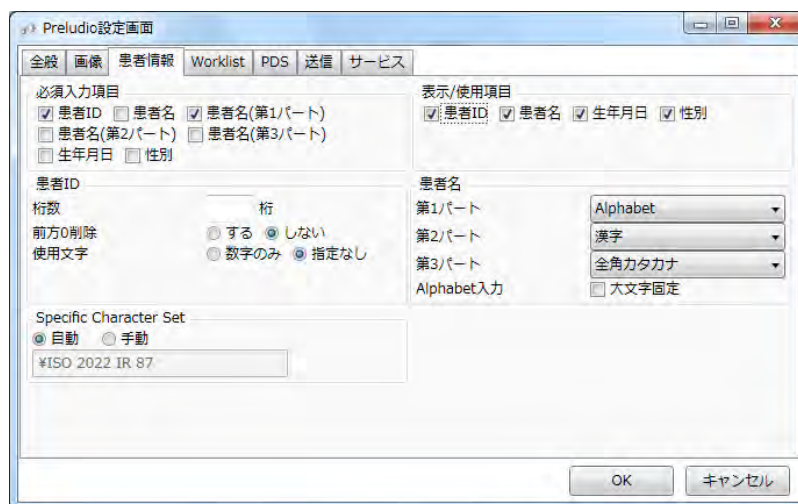 Preludio設定画面
全般 画像 患者情報 Worklist PDS 送信 サービス
必須入力項目
患者ID 患者名 患者名(第1パート)
患者名(第2パート) 患者名(第3パート)
生年月日 性別
表示/使用項目
患者ID 患者名 生年月日 性別
患者ID
桁数 桁
前方0削除 する しない
使用文字 数字のみ 指定なし
患者名
第1パート Alphabet
第2パート 漢字
第3パート 全角カタカナ
Alphabet入力 大文字固定
Specific Character Set
自動 手動
¥ISO 2022 IR 87
OK キャンセル